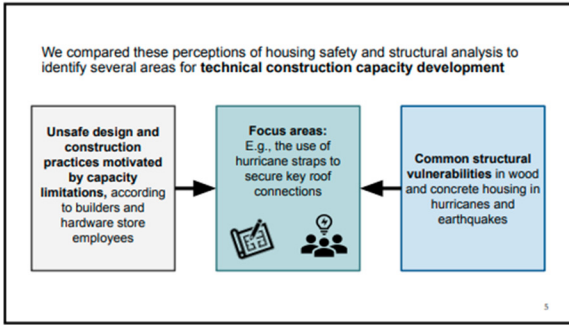 We compared these perceptions of housing safety and structural analysis to
identify several areas for technical construction capacity development
Unsafe design and
construction
practices motivated
by capacity
limitations, according
to builders and
hardware store
employees
Focus areas:
E.g., the use of
hurricane straps to
secure key roof
connections
Common structural
vulnerabilities in wood
and concrete housing in
hurricanes and
earthquakes
5